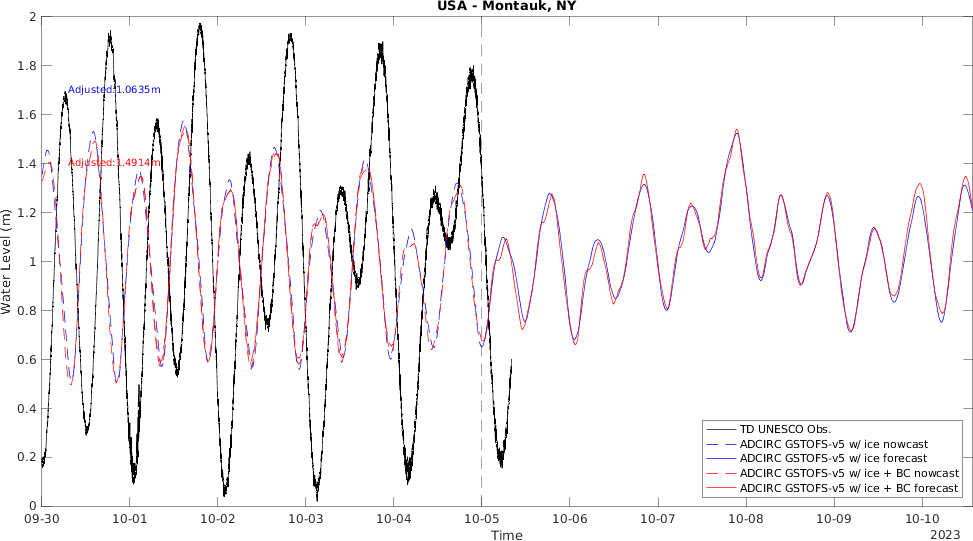 USA - Montauk, NY
2
1.8
Adjusted:1.0635m
1.6
Adjusted:1.4914m
1.4
1.2
Water Level (m)
1
0.8
0.6
0.4
TD UNESCO Obs.
ADCIRC GSTOFS-v5 w/ ice nowcast
ADCIRC GSTOFS-v5 w/ ice forecast
ADCIRC GSTOFS-v5 w/ ice + BC nowcast
ADCIRC GSTOFS-v5 w/ ice + BC forecast
0.2
0
09-30 10-01 10-02 10-03 10-04 10-05 10-06 10-07 10-08 10-09 10-10
Time
2023